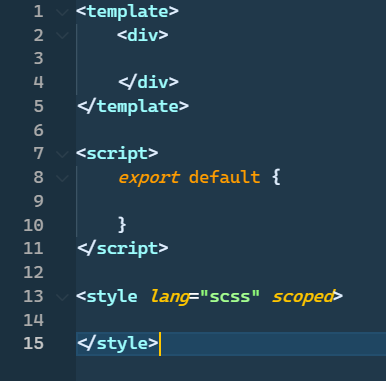 1 <template>
2     <div>
3
4     </div>
5 </template>
6
7 <script>
8     export default {
9
10     }
11 </script>
12
13 <style lang="scss" scoped>
14
15 </style>